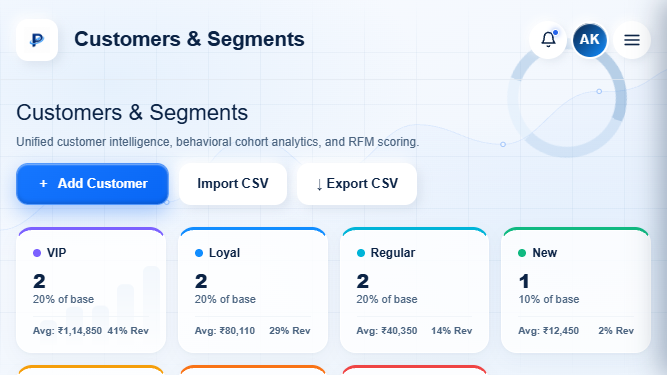 P
Customers & Segments
AK
Customers & Segments
Unified customer intelligence, behavioral cohort analytics, and RFM scoring.
+ Add Customer
Import CSV
↓ Export CSV
VIP
2
20% of base
Avg: ₹1,14,850 41% Rev
Loyal
2
20% of base
Avg: ₹80,110 29% Rev
Regular
2
20% of base
Avg: ₹40,350 14% Rev
New
1
10% of base
Avg: ₹12,450 2% Rev